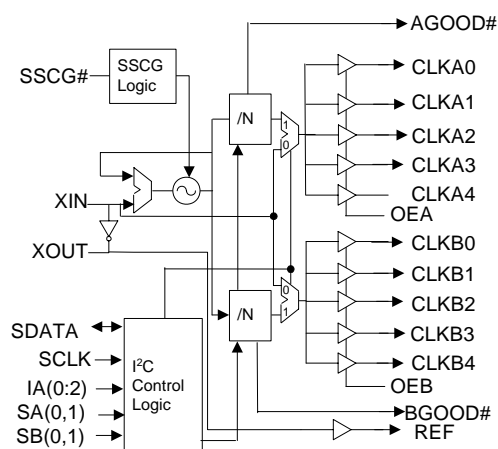 AGOOD#
SSCG#
SSCG
Logic
CLKA0
CLKA1
CLKA2
CLKA3
CLKA4
OEA
/N
1
0
XIN
XOUT
CLKB0
CLKB1
CLKB2
CLKB3
CLKB4
OEB
/N
0
1
SDATA
SCLK
IA(0:2)
SA(0,1)
SB(0,1)
I²C
Control
Logic
BGOOD#
REF